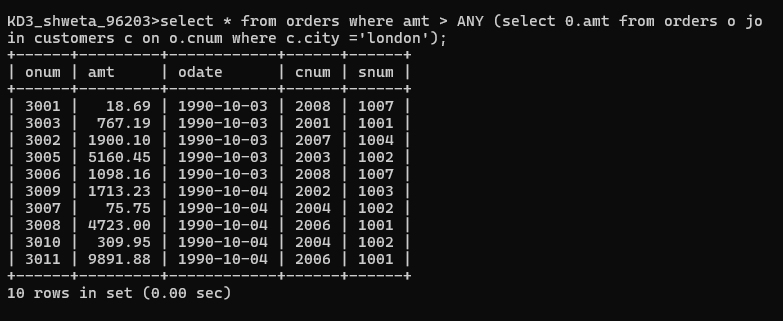 KD3_shweta_96203>select * from orders where amt > ANY (select 0.amt from orders o jo
in customers c on o.cnum where c.city ='london');
+------+---------+------------+------+------+
| onum | amt     | odate      | cnum | snum |
+------+---------+------------+------+------+
| 3001 |   18.69 | 1990-10-03 | 2008 | 1007 |
| 3003 |  767.19 | 1990-10-03 | 2001 | 1001 |
| 3002 | 1900.10 | 1990-10-03 | 2007 | 1004 |
| 3005 | 5160.45 | 1990-10-03 | 2003 | 1002 |
| 3006 | 1098.16 | 1990-10-03 | 2008 | 1007 |
| 3009 | 1713.23 | 1990-10-04 | 2002 | 1003 |
| 3007 |   75.75 | 1990-10-04 | 2004 | 1002 |
| 3008 | 4723.00 | 1990-10-04 | 2006 | 1001 |
| 3010 |  309.95 | 1990-10-04 | 2004 | 1002 |
| 3011 | 9891.88 | 1990-10-04 | 2006 | 1001 |
+------+---------+------------+------+------+
10 rows in set (0.00 sec)